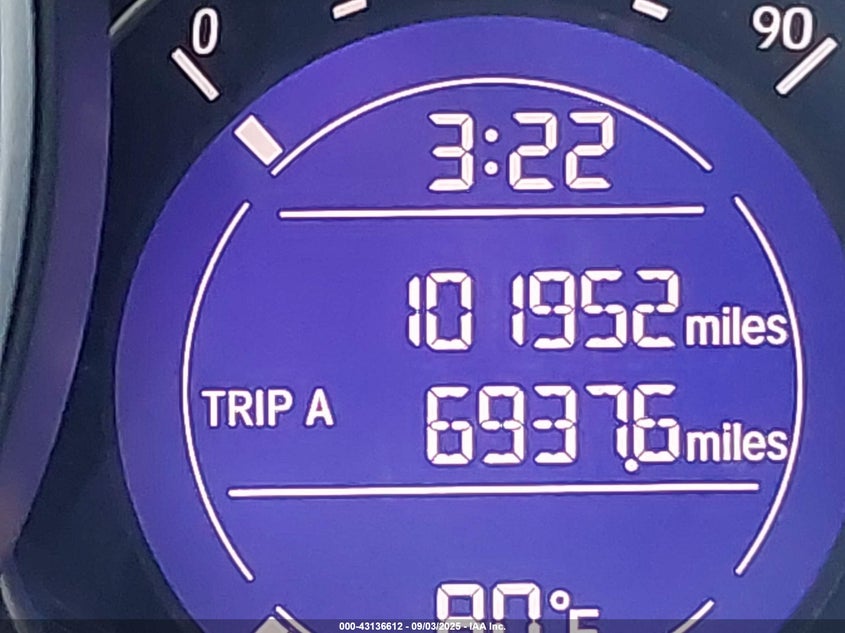 0
90
3:22
101952 miles
TRIP A 6937.6 miles
000-43136612 - 09/03/2025 - IAA Inc.